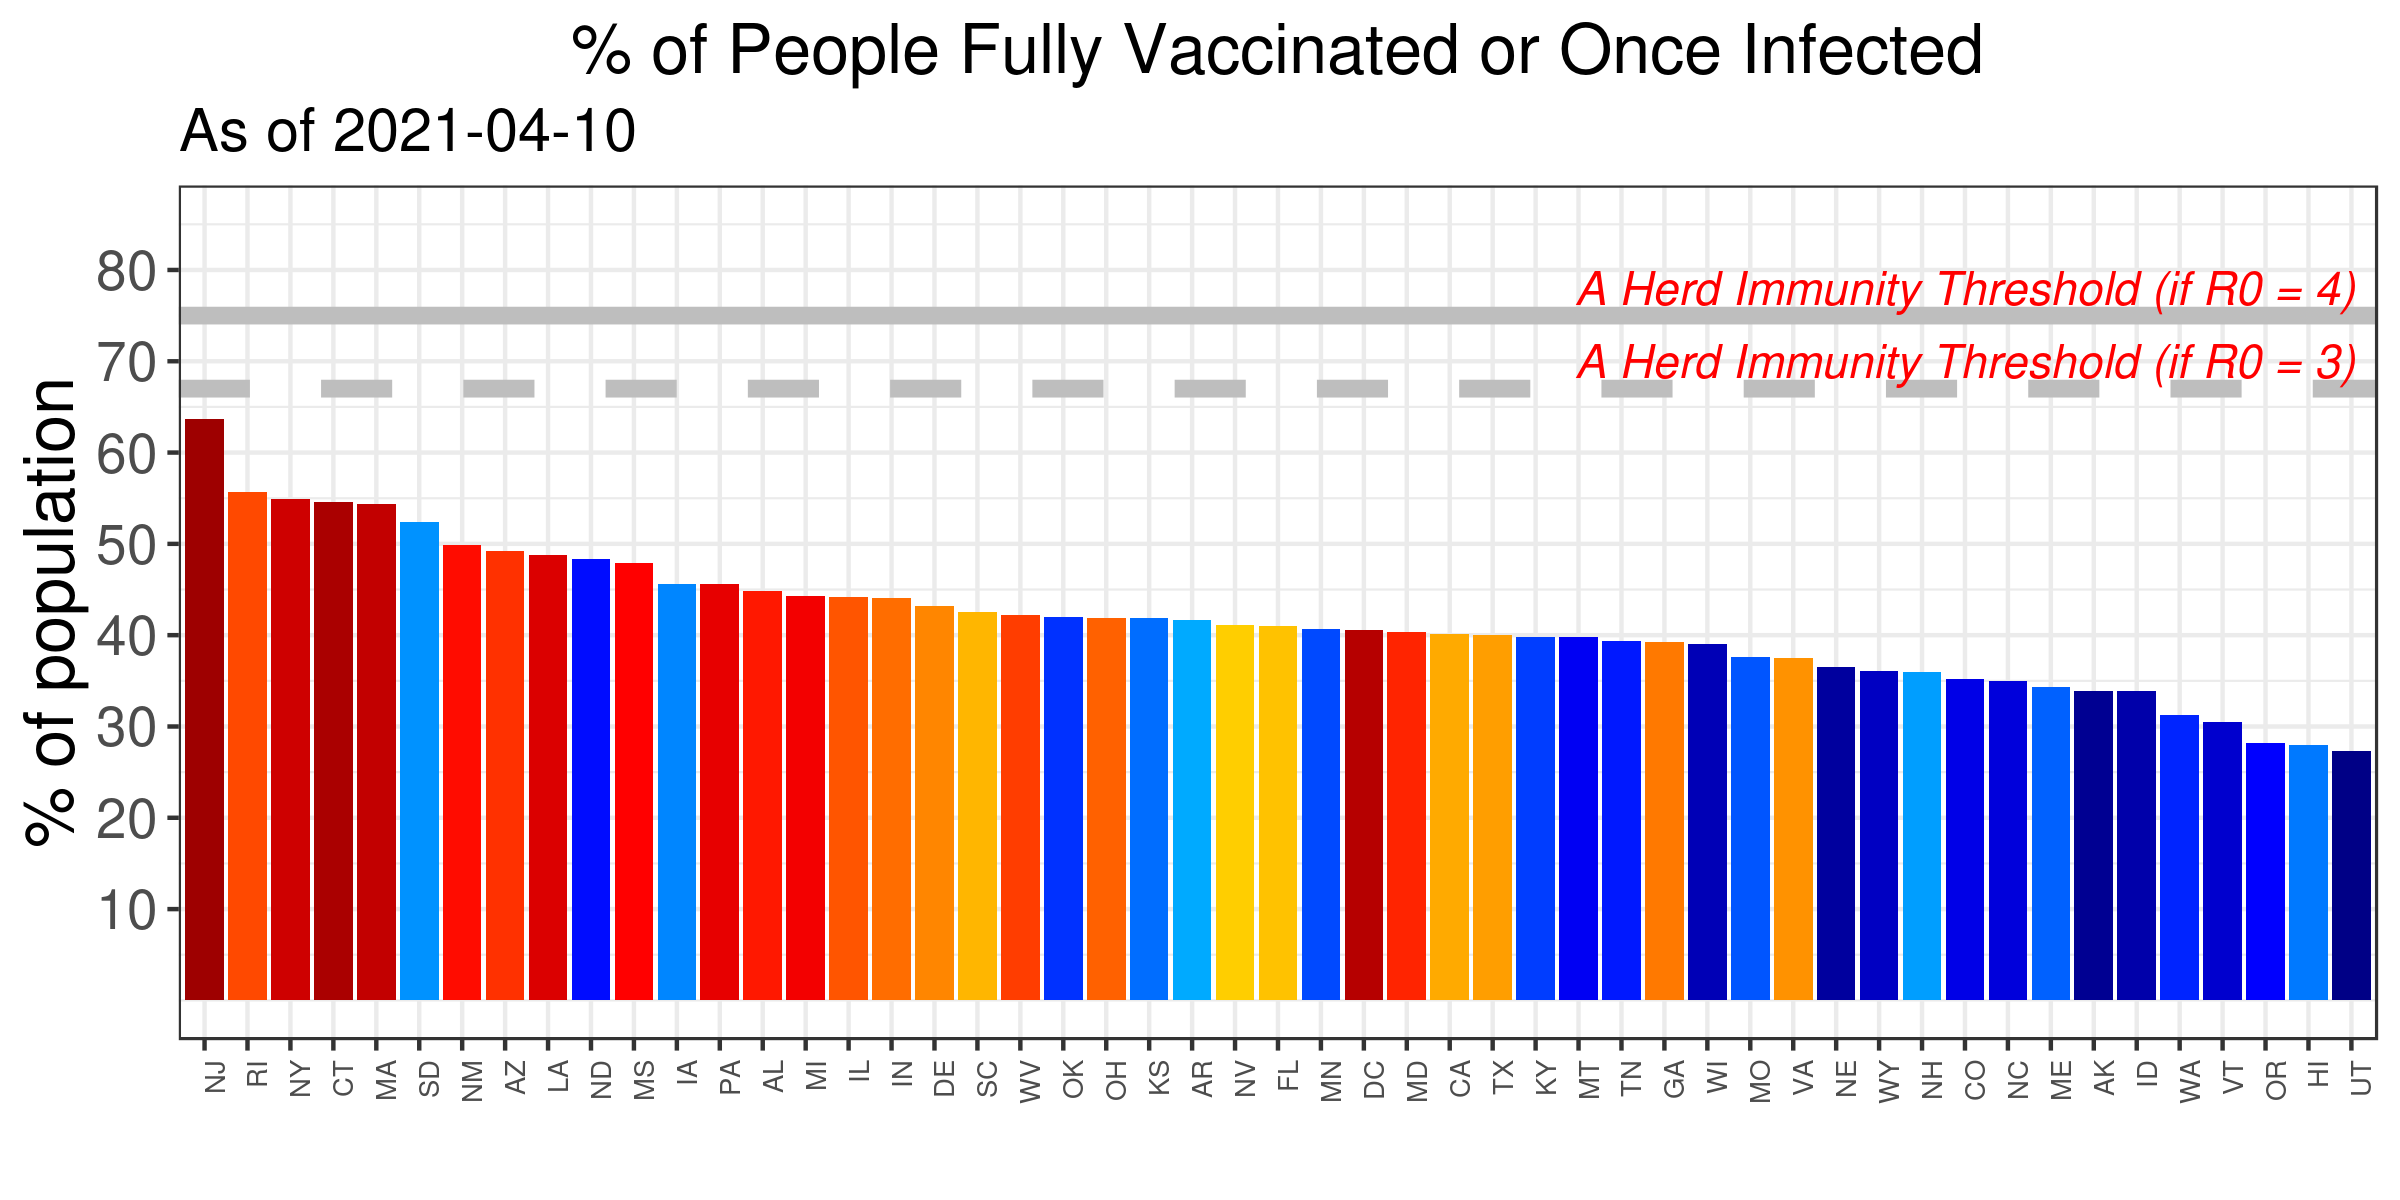 % of People Fully Vaccinated or Once Infected
As of 2021-04-10
% of population
80
70
60
50
40
30
20
10
A Herd Immunity Threshold (if R0 = 4)
A Herd Immunity Threshold (if R0 = 3)
NJ RI NY CT MA SD NM AZ LA ND MS IA PA AL MI IL IN DE SC WV OK OH KS AR NV FL MN DC MD CA TX KY MT TN GA WI MO VA NE WY NH CO NC ME AK ID WA VT OR HI UT